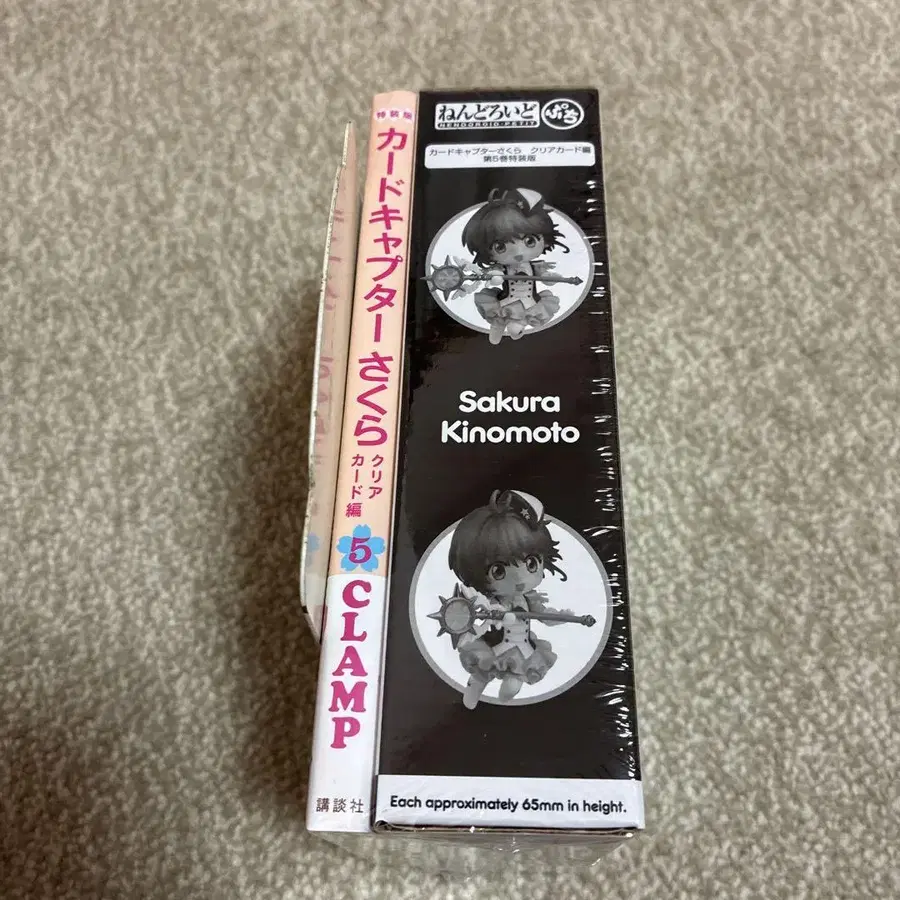 特装版
カードキャプターさくら
クリア
カード編
5
CLAMP
講談社
ねんどろいど
NENDOROID・PETIT
ぷち
カードキャプターさくら クリアカード編
第5巻特装版
Sakura
Kinomoto
Each approximately 65mm in height.